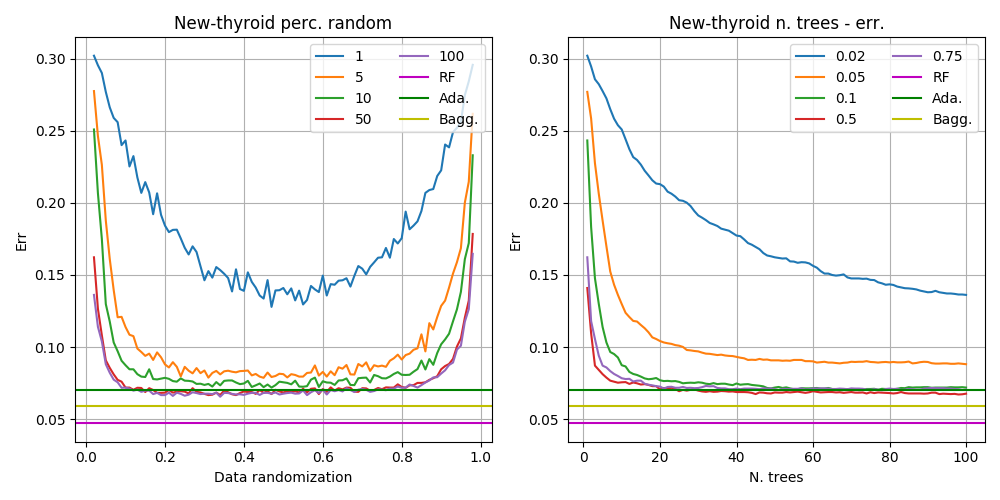 New-thyroid perc. random
Err
0.30
0.25
0.20
0.15
0.10
0.05
0.0 0.2 0.4 0.6 0.8 1.0
Data randomization
1 100
5 RF
10 Ada.
50 Bagg.
New-thyroid n. trees - err.
Err
0.30
0.25
0.20
0.15
0.10
0.05
0 20 40 60 80 100
N. trees
0.02 0.75
0.05 RF
0.1 Ada.
0.5 Bagg.